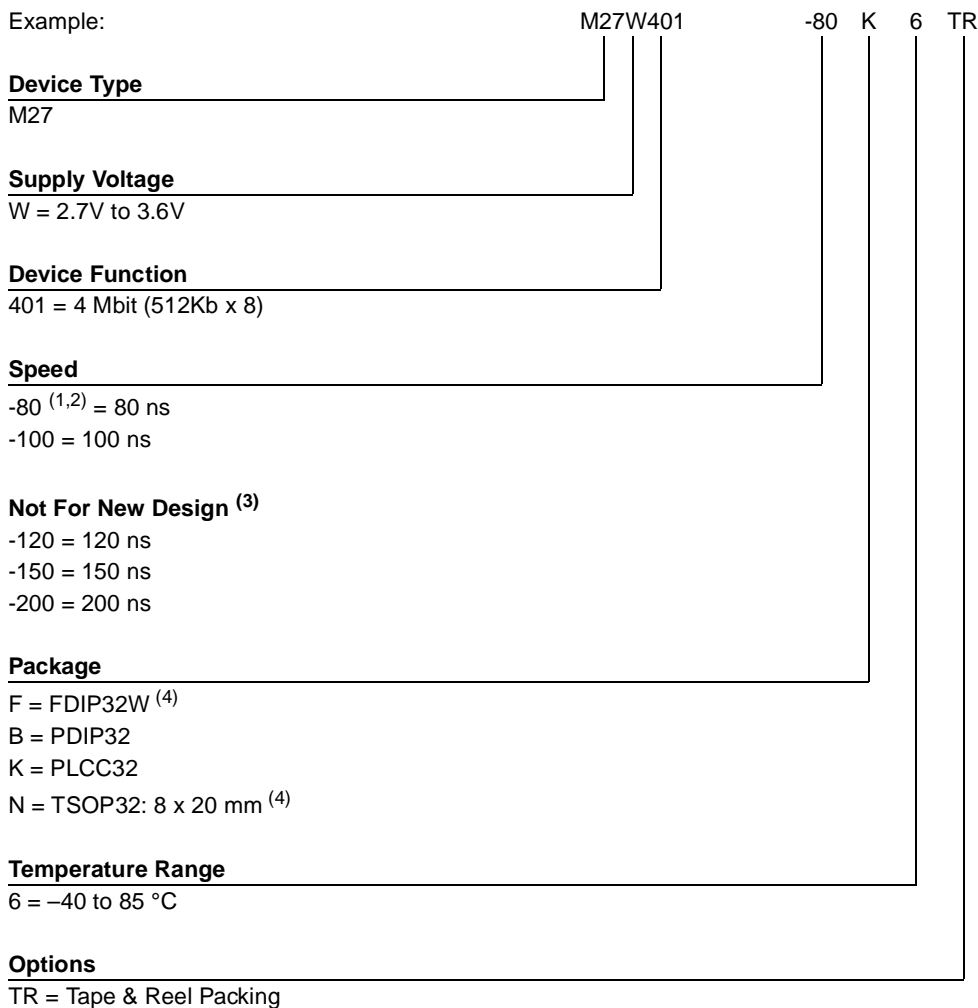 Example: M27W401 -80 K 6 TR
Device Type
M27
Supply Voltage
W = 2.7V to 3.6V
Device Function
401 = 4 Mbit (512Kb x 8)
Speed
-80 (1,2) = 80 ns
-100 = 100 ns
Not For New Design (3)
-120 = 120 ns
-150 = 150 ns
-200 = 200 ns
Package
F = FDIP32W (4)
B = PDIP32
K = PLCC32
N = TSOP32: 8 x 20 mm (4)
Temperature Range
6 = –40 to 85 °C
Options
TR = Tape & Reel Packing